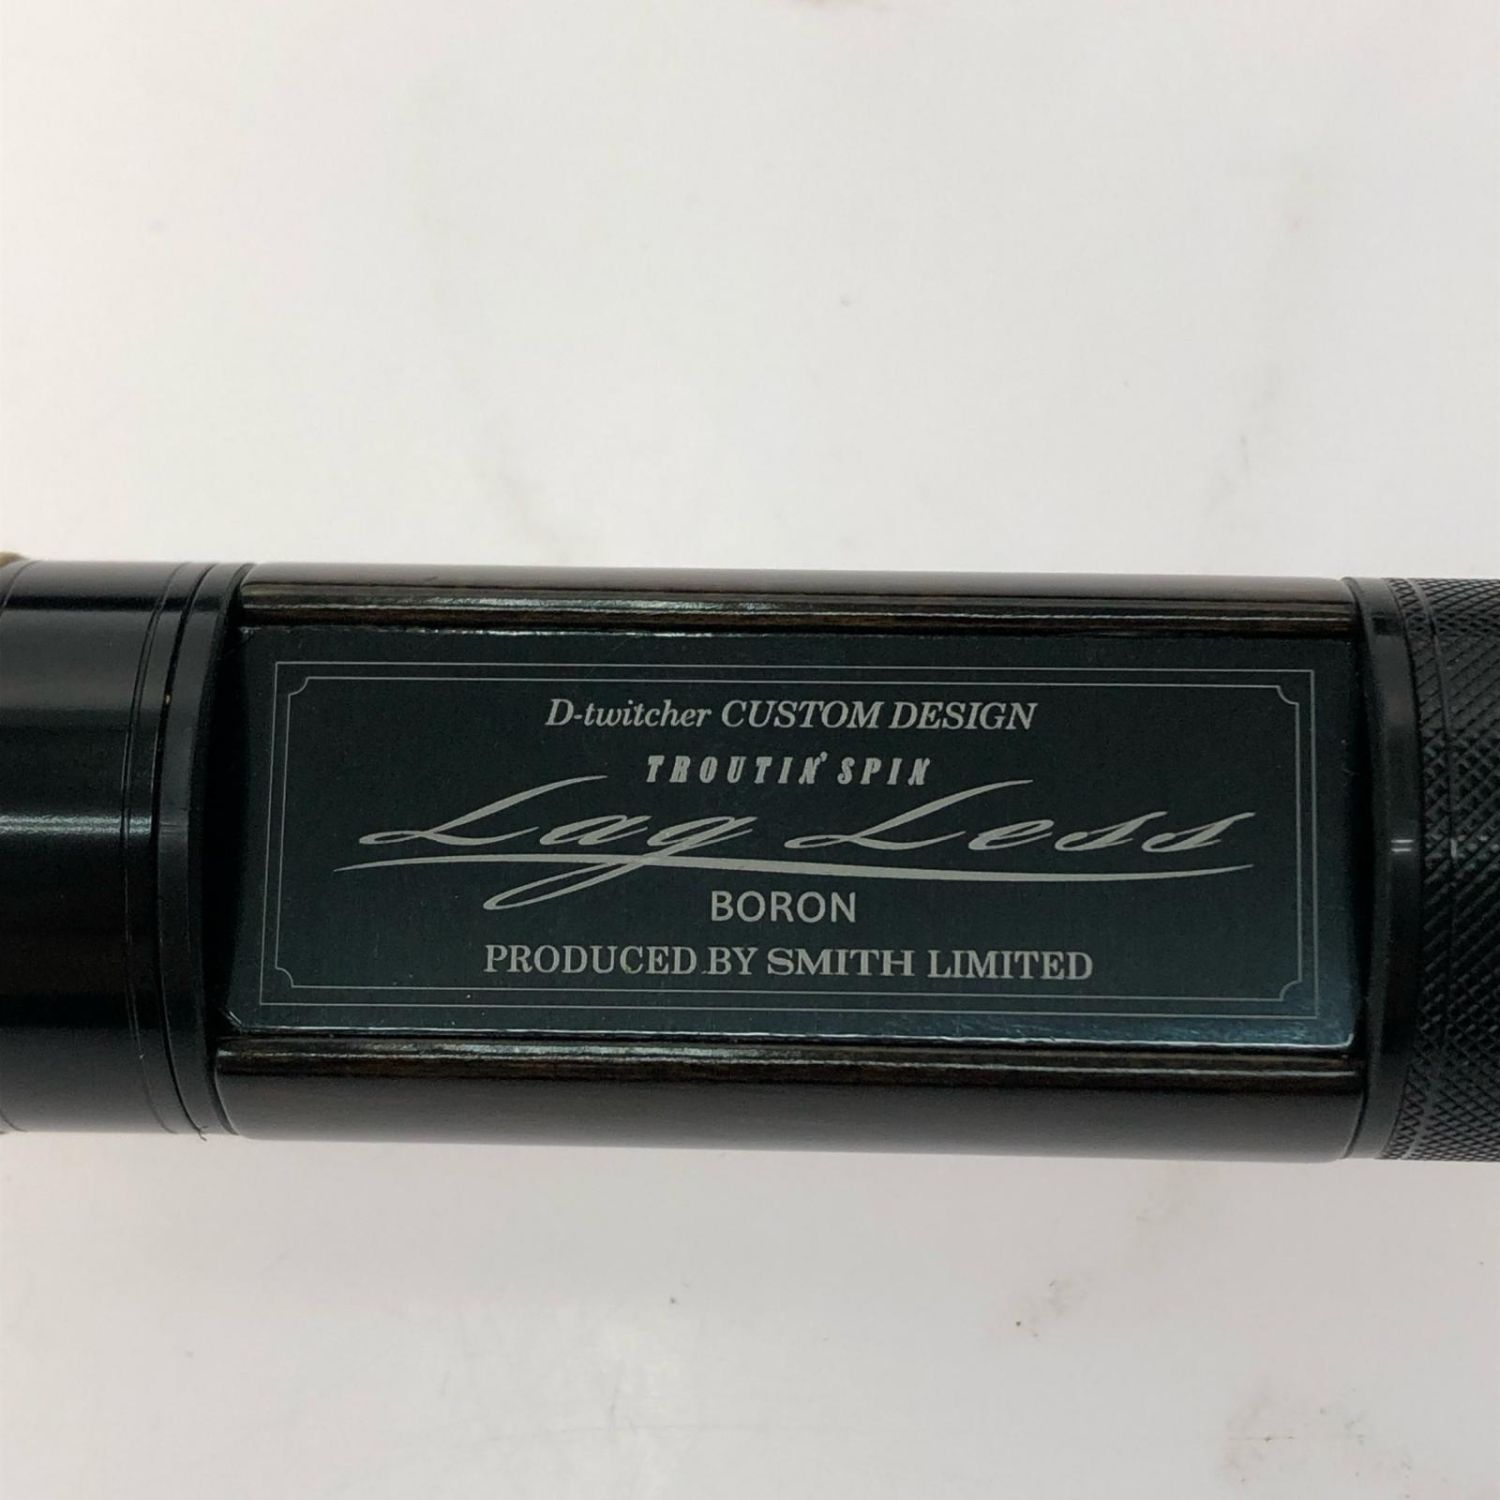 D-twitcher CUSTOM DESIGN
TROUTIN' SPIN
Lag Less
BORON
PRODUCED BY SMITH LIMITED